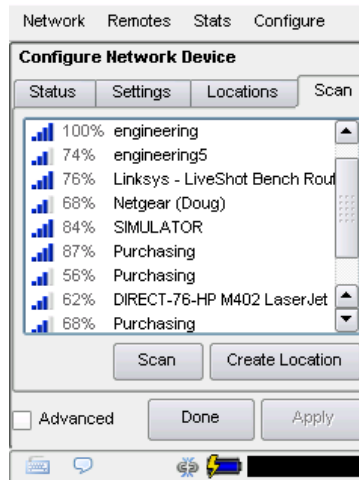 Network Remotes Stats Configure
Configure Network Device
Status Settings Locations Scan
100% engineering
74% engineering5
76% Linksys - LiveShot Bench Rout
68% Netgear (Doug)
84% SIMULATOR
87% Purchasing
56% Purchasing
62% DIRECT-76-HP M402 LaserJet
68% Purchasing
Scan Create Location
Advanced Done Apply